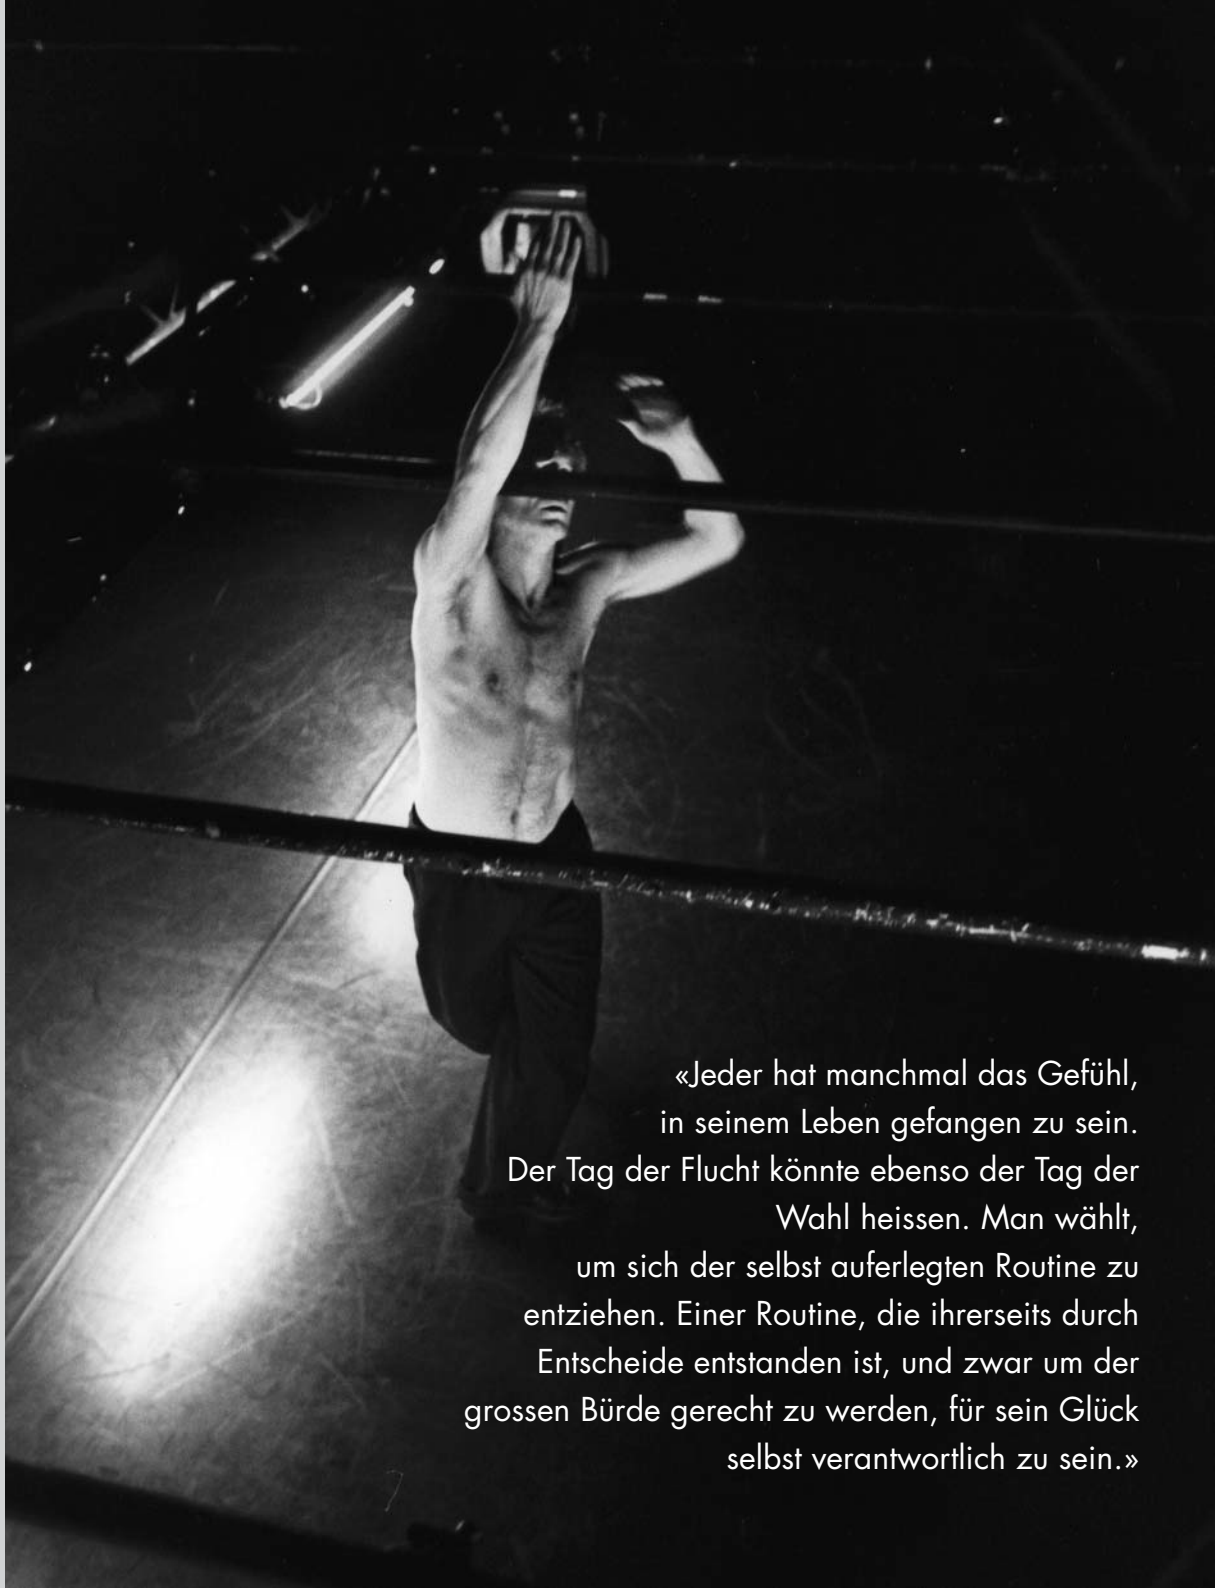 «Jeder hat manchmal das Gefühl,
in seinem Leben gefangen zu sein.
Der Tag der Flucht könnte ebenso der Tag der
Wahl heissen. Man wählt,
um sich der selbst auferlegten Routine zu
entziehen. Einer Routine, die ihrerseits durch
Entscheide entstanden ist, und zwar um der
grossen Bürde gerecht zu werden, für sein Glück
selbst verantwortlich zu sein.»